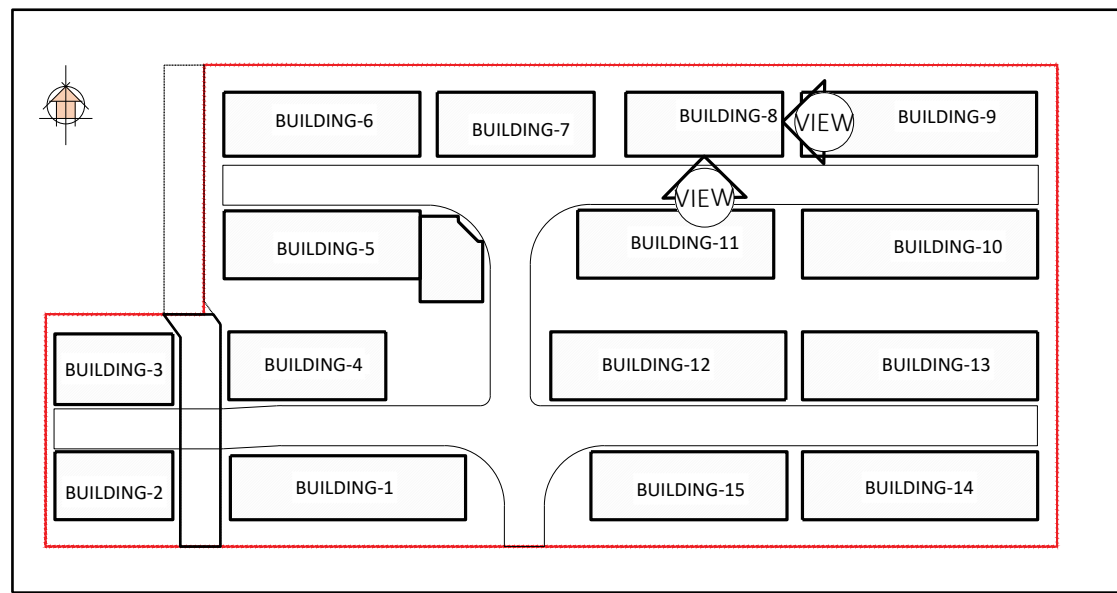 BUILDING-6
BUILDING-7
BUILDING-8
VIEW
BUILDING-9
VIEW
BUILDING-5
BUILDING-11
BUILDING-10
BUILDING-3
BUILDING-4
BUILDING-12
BUILDING-13
BUILDING-2
BUILDING-1
BUILDING-15
BUILDING-14